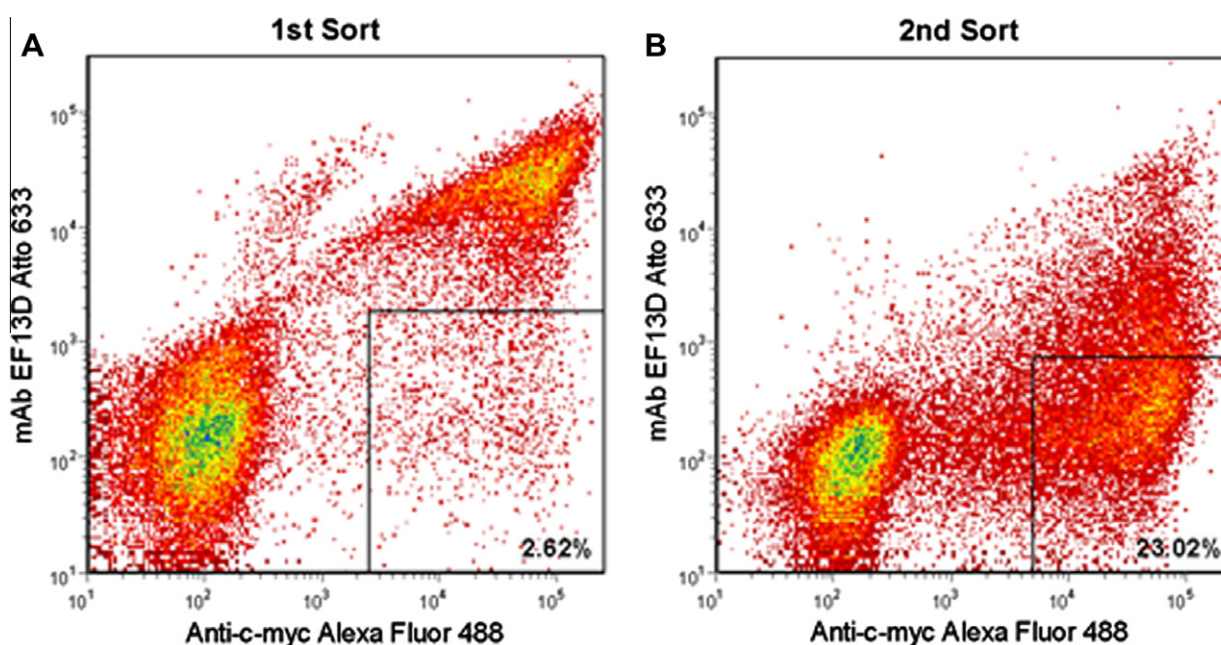 A
1st Sort
mAb EF13D Atto 633
10⁵
10⁴
10³
10²
10¹
2.62%
10¹ 10² 10³ 10⁴ 10⁵
Anti-c-myc Alexa Fluor 488
B
2nd Sort
mAb EF13D Atto 633
10⁵
10⁴
10³
10²
10¹
23.02%
10¹ 10² 10³ 10⁴ 10⁵
Anti-c-myc Alexa Fluor 488